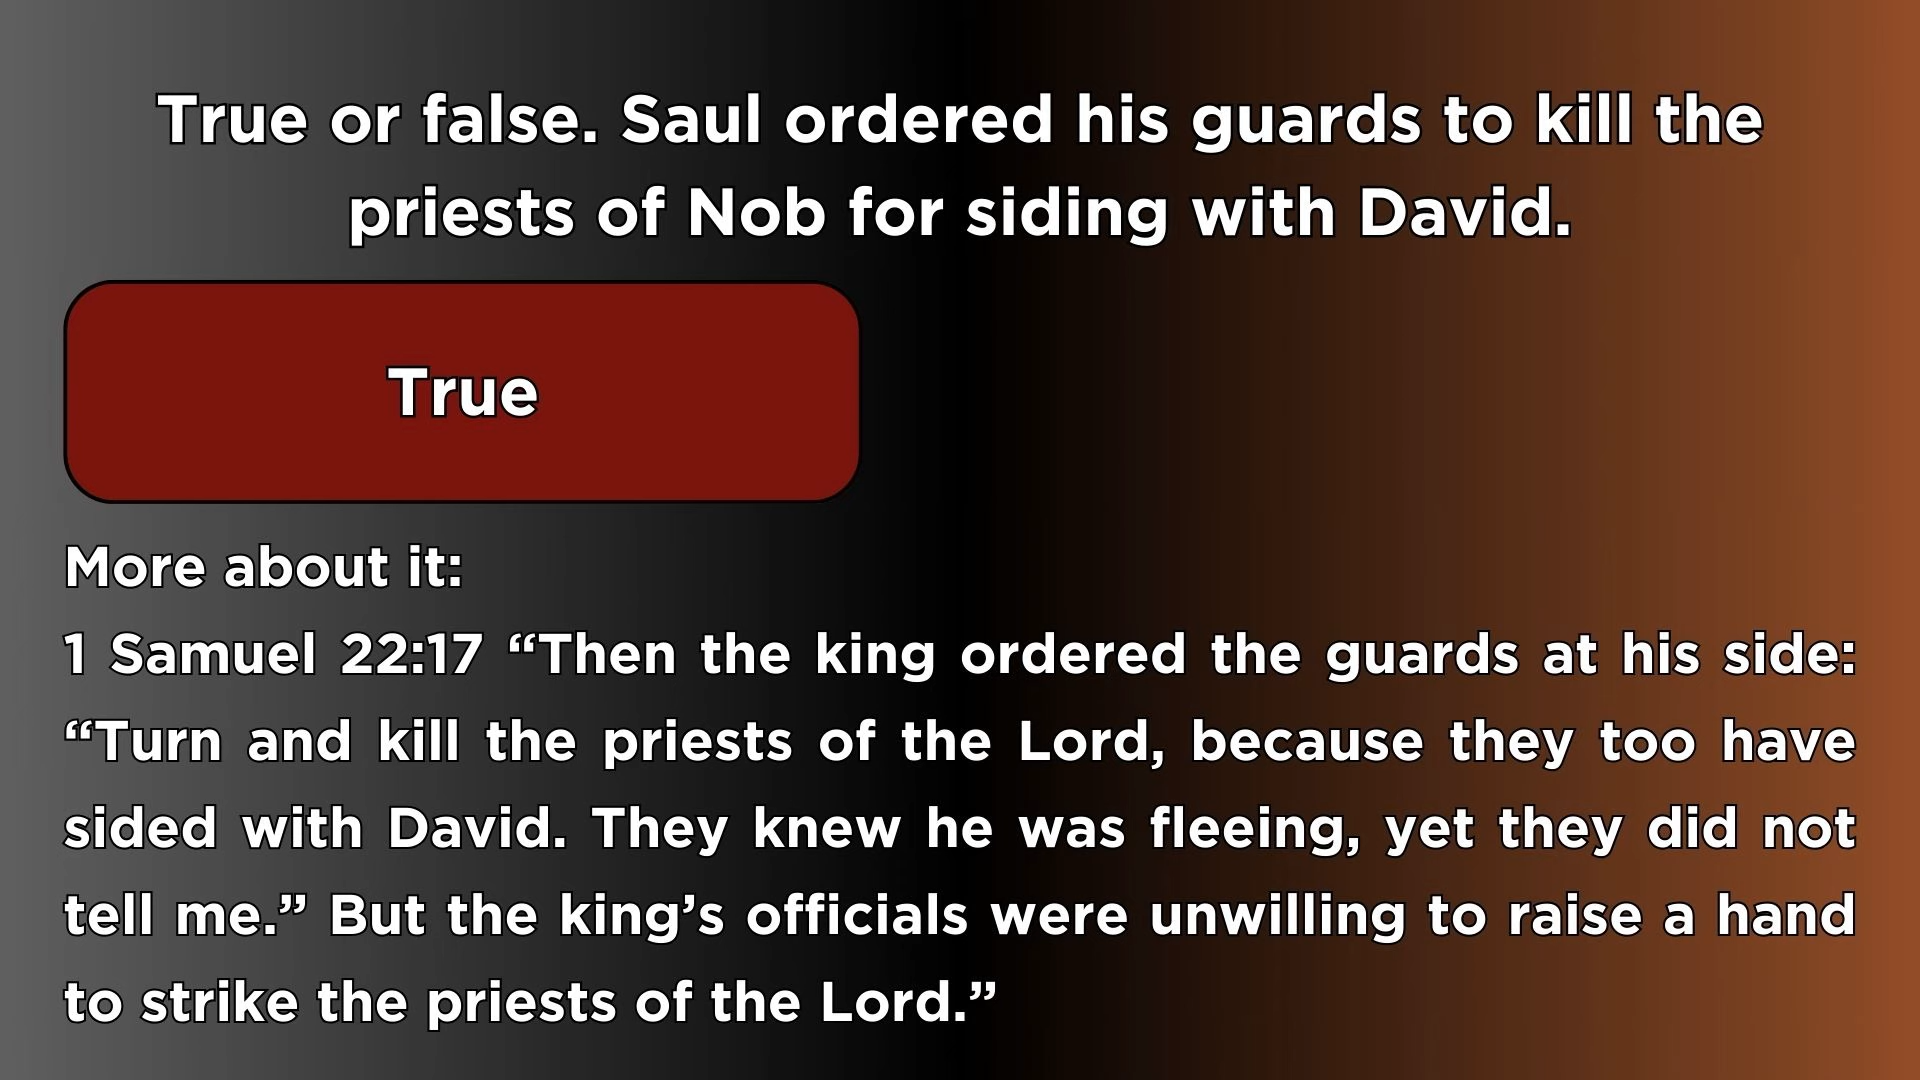 True or false. Saul ordered his guards to kill the
priests of Nob for siding with David.
True
More about it:
1 Samuel 22:17 “Then the king ordered the guards at his side:
“Turn and kill the priests of the Lord, because they too have
sided with David. They knew he was fleeing, yet they did not
tell me.” But the king’s officials were unwilling to raise a hand
to strike the priests of the Lord.”